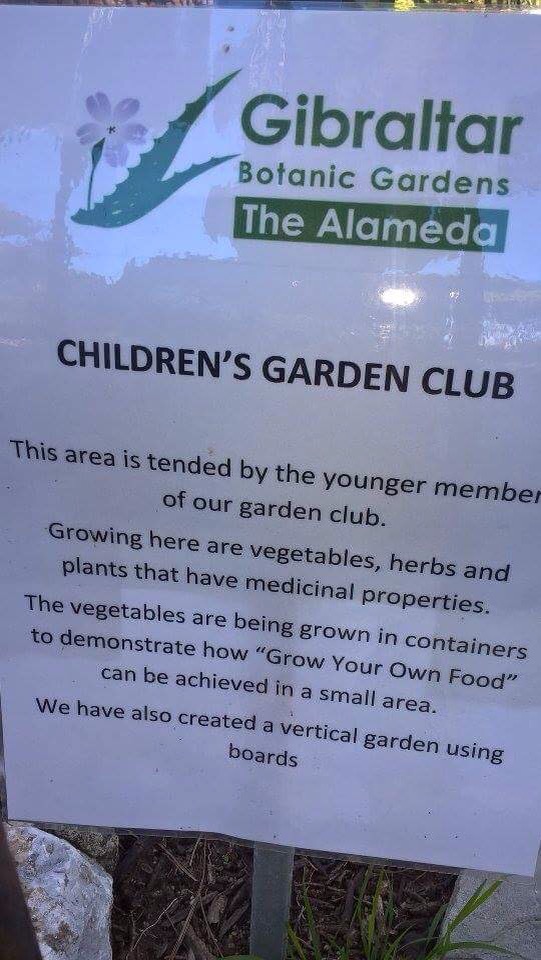 Gibraltar
Botanic Gardens
The Alameda
CHILDREN'S GARDEN CLUB
This area is tended by the younger member
of our garden club.
Growing here are vegetables, herbs and
plants that have medicinal properties.
The vegetables are being grown in containers
to demonstrate how “Grow Your Own Food”
can be achieved in a small area.
We have also created a vertical garden using
boards